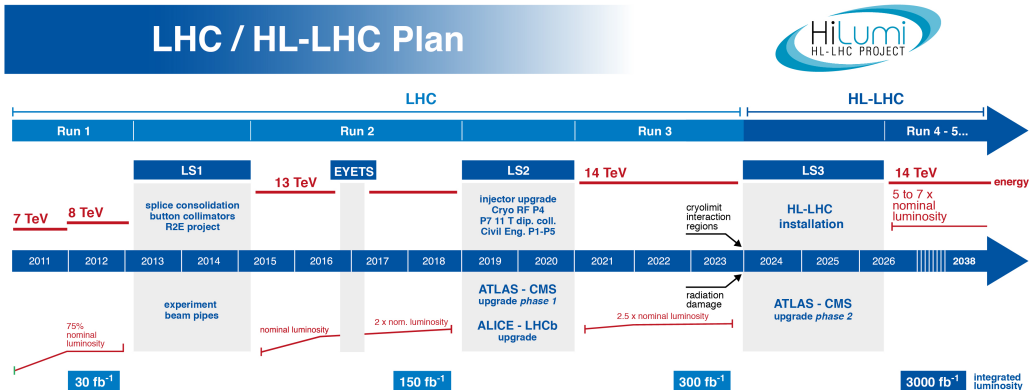 LHC / HL-LHC Plan
HiLumi
HL-LHC PROJECT
LHC
HL-LHC
Run 1
Run 2
Run 3
Run 4 - 5...
LS1
EYETS
LS2
LS3
7 TeV
8 TeV
13 TeV
14 TeV
14 TeV
energy
splice consolidation
button collimators
R2E project
injector upgrade
Cryo RF P4
P7 11 T dip. coll.
Civil Eng. P1-P5
cryolimit
interaction
regions
HL-LHC
installation
5 to 7 x
nominal
luminosity
2011
2012
2013
2014
2015
2016
2017
2018
2019
2020
2021
2022
2023
2024
2025
2026
2038
experiment
beam pipes
ATLAS - CMS
upgrade phase 1
ALICE - LHCb
upgrade
radiation
damage
ATLAS - CMS
upgrade phase 2
75%
nominal
luminosity
nominal luminosity
2 x nom. luminosity
2.5 x nominal luminosity
30 fb-1
150 fb-1
300 fb-1
3000 fb-1
integrated
luminosity